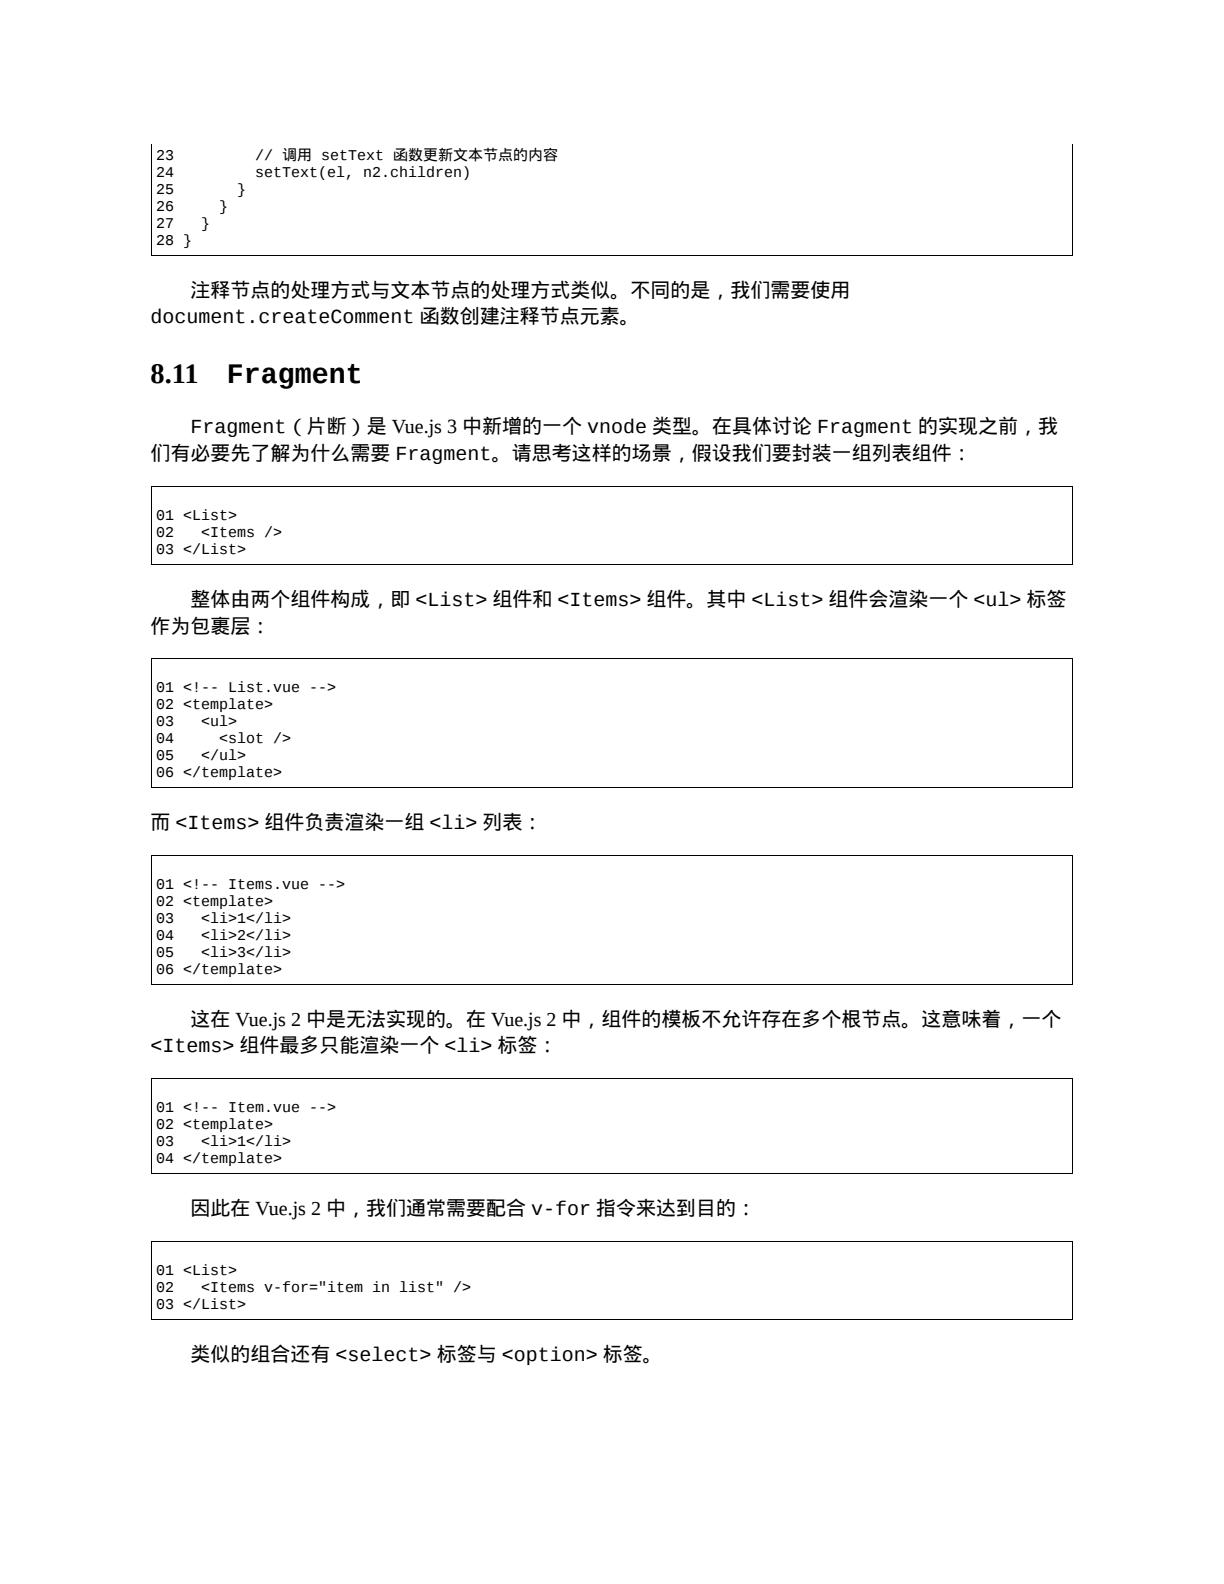 23         // 调用 setText 函数更新文本节点的内容
24         setText(el, n2.children)
25       }
26     }
27   }
28 }
注释节点的处理方式与文本节点的处理方式类似。不同的是，我们需要使用
document.createComment 函数创建注释节点元素。
8.11 Fragment
Fragment（片断）是 Vue.js 3 中新增的一个 vnode 类型。在具体讨论 Fragment 的实现之前，我
们有必要先了解为什么需要 Fragment。请思考这样的场景，假设我们要封装一组列表组件：
01 <List>
02   <Items />
03 </List>
整体由两个组件构成，即 <List> 组件和 <Items> 组件。其中 <List> 组件会渲染一个 <ul> 标签
作为包裹层：
01 <!-- List.vue -->
02 <template>
03   <ul>
04     <slot />
05   </ul>
06 </template>
而 <Items> 组件负责渲染一组 <li> 列表：
01 <!-- Items.vue -->
02 <template>
03   <li>1</li>
04   <li>2</li>
05   <li>3</li>
06 </template>
这在 Vue.js 2 中是无法实现的。在 Vue.js 2 中，组件的模板不允许存在多个根节点。这意味着，一个
<Items> 组件最多只能渲染一个 <li> 标签：
01 <!-- Item.vue -->
02 <template>
03   <li>1</li>
04 </template>
因此在 Vue.js 2 中，我们通常需要配合 v-for 指令来达到目的：
01 <List>
02   <Items v-for="item in list" />
03 </List>
类似的组合还有 <select> 标签与 <option> 标签。